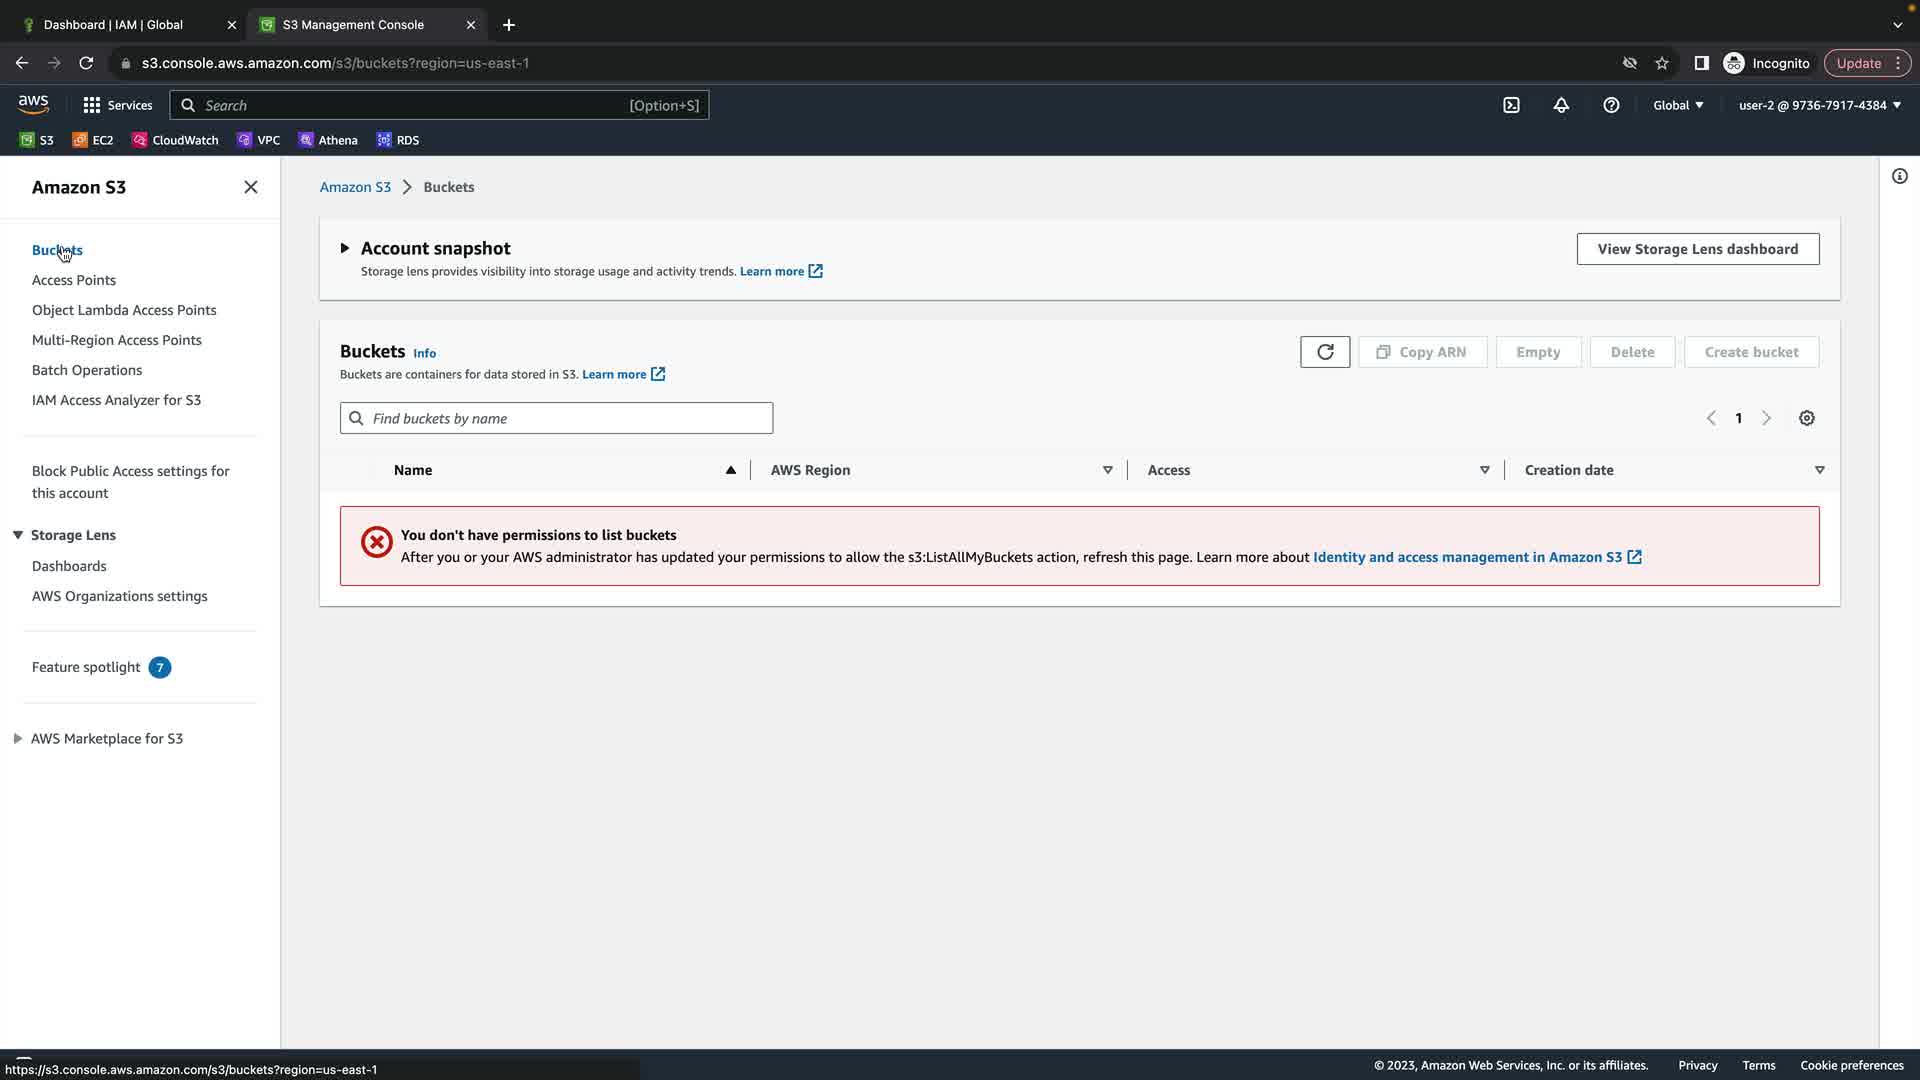 Dashboard | IAM | Global
S3 Management Console
s3.console.aws.amazon.com/s3/buckets?region=us-east-1
Incognito
Update
aws
Services
Search
[Option+S]
Global
user-2 @ 9736-7917-4384
S3
EC2
CloudWatch
VPC
Athena
RDS
Amazon S3
Buckets
Access Points
Object Lambda Access Points
Multi-Region Access Points
Batch Operations
IAM Access Analyzer for S3
Block Public Access settings for
this account
Storage Lens
Dashboards
AWS Organizations settings
Feature spotlight 7
AWS Marketplace for S3
Amazon S3 > Buckets
Account snapshot
Storage lens provides visibility into storage usage and activity trends. Learn more
View Storage Lens dashboard
Buckets Info
Buckets are containers for data stored in S3. Learn more
Copy ARN
Empty
Delete
Create bucket
Find buckets by name
1
Name
AWS Region
Access
Creation date
You don't have permissions to list buckets
After you or your AWS administrator has updated your permissions to allow the s3:ListAllMyBuckets action, refresh this page. Learn more about Identity and access management in Amazon S3
https://s3.console.aws.amazon.com/s3/buckets?region=us-east-1
© 2023, Amazon Web Services, Inc. or its affiliates.
Privacy
Terms
Cookie preferences